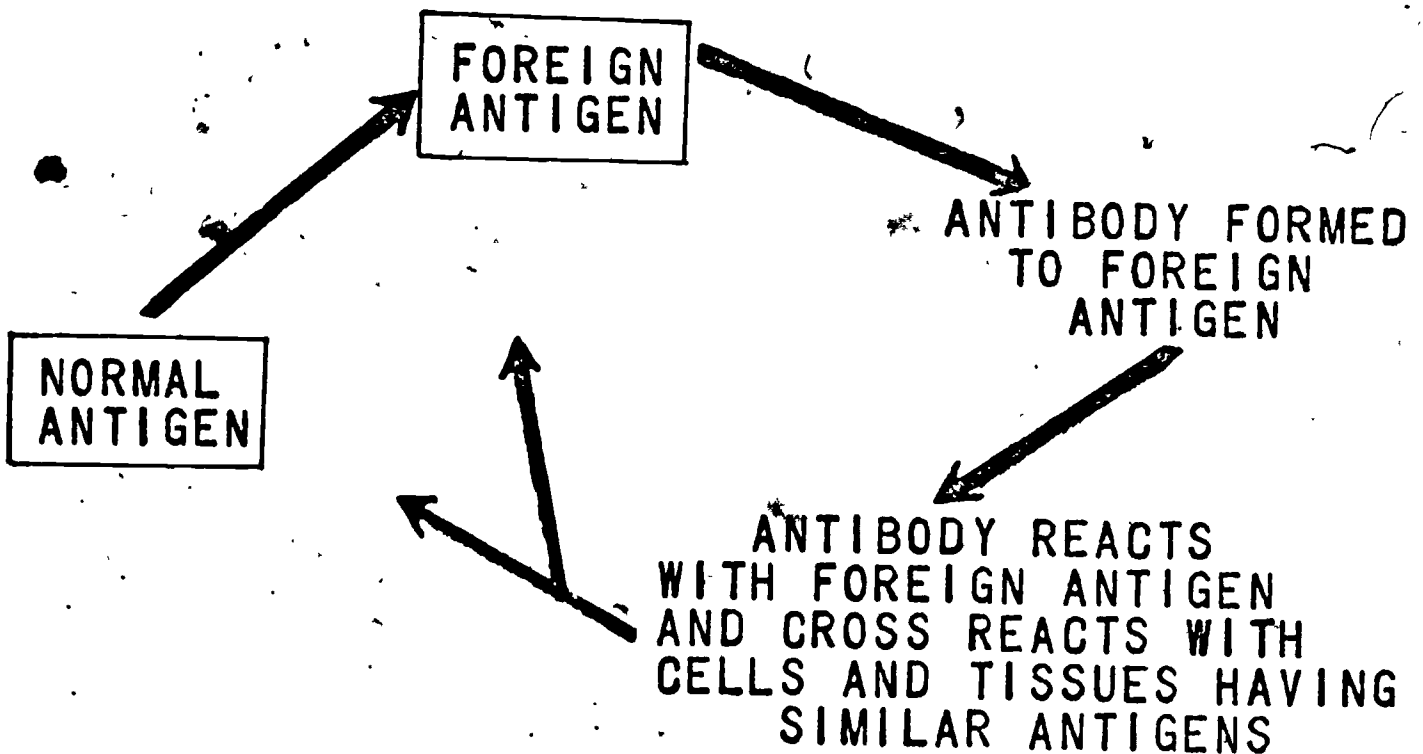 FOREIGN
ANTIGEN
ANTIBODY FORMED
TO FOREIGN
ANTIGEN
NORMAL
ANTIGEN
ANTIBODY REACTS
WITH FOREIGN ANTIGEN
AND CROSS REACTS WITH
CELLS AND TISSUES HAVING
SIMILAR ANTIGENS